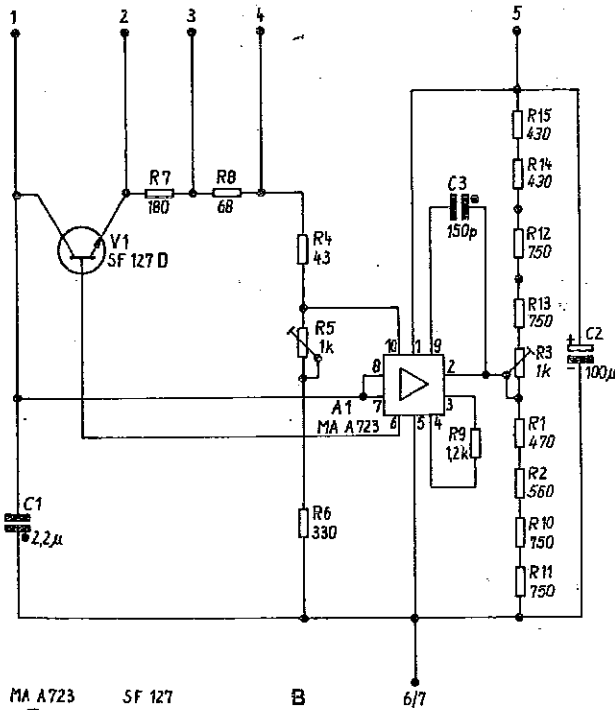 1 2 3 4 5
R15
430
R14
430
R7
180
R8
68
C3
150p
V1
SF 127 D
R4
43
R12
750
R13
750
R5
1k
10 1 9
8
7
2
3
6 5 4
A1
MA A723
R3
1k
C2
+
-
100µ
R9
1,2k
R1
470
R2
560
R10
750
R11
750
C1
2,2µ
R6
330
MA A723 SF 127 B 6/7